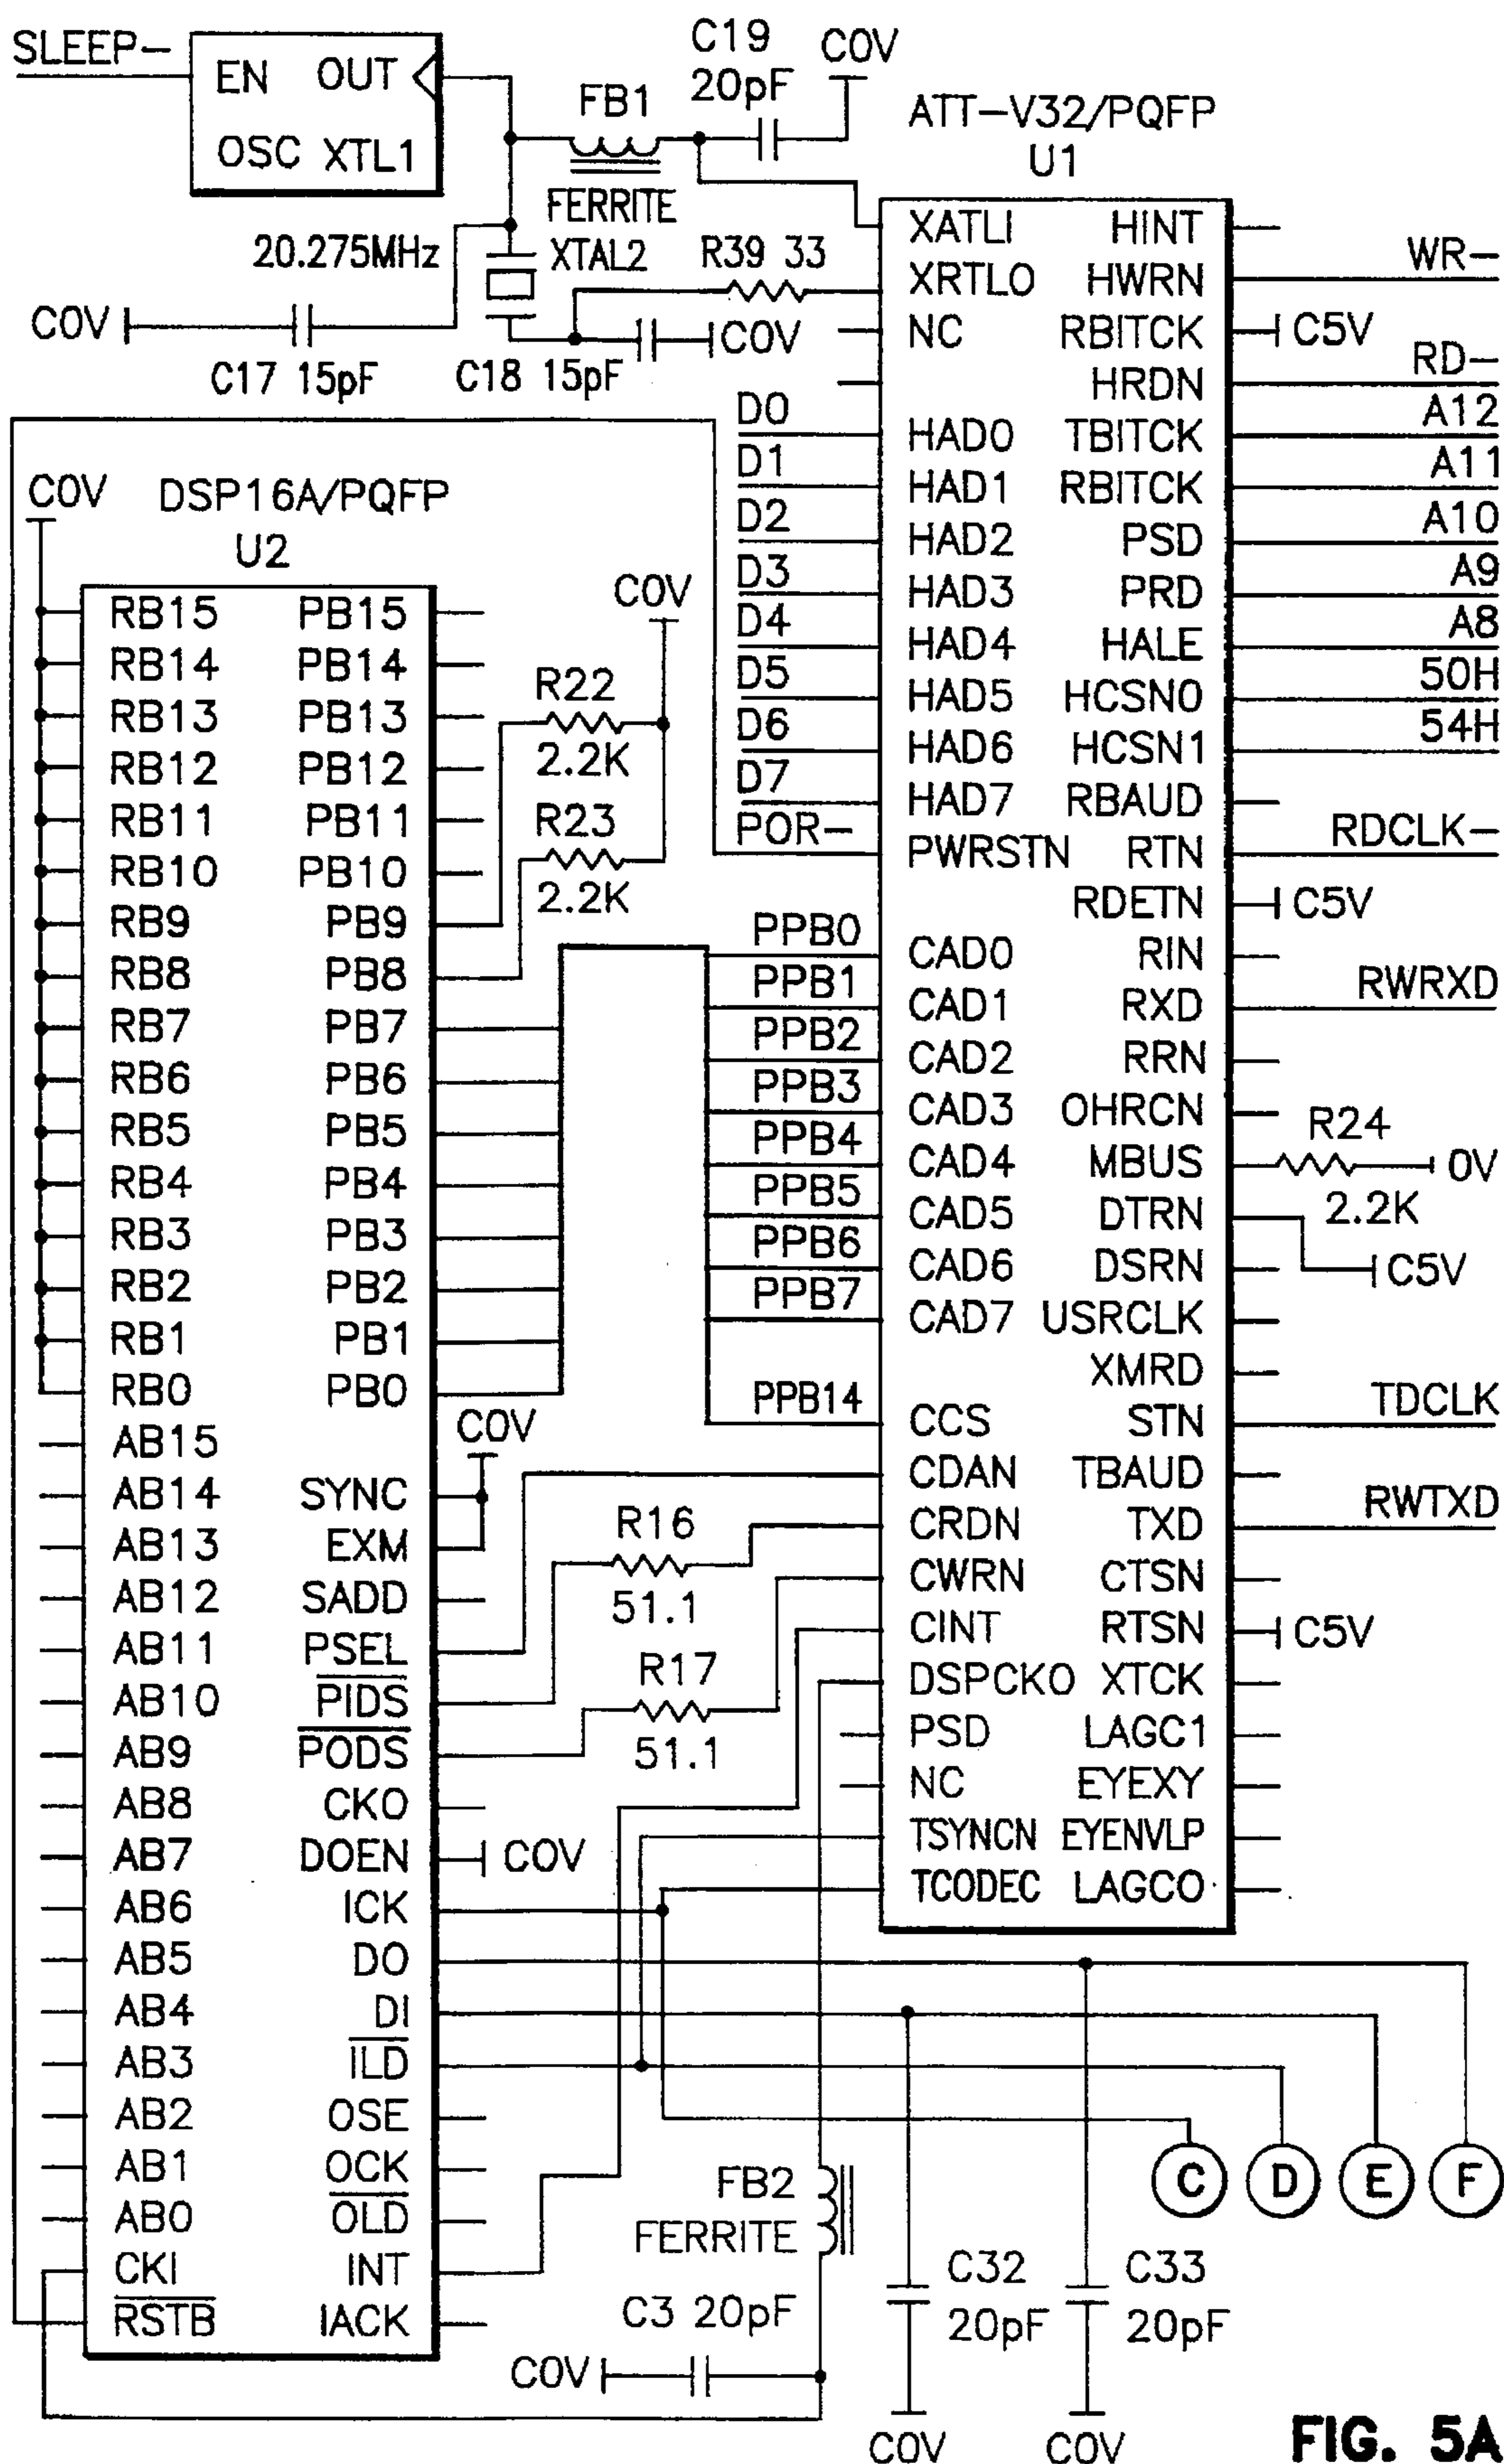 SLEEP-
EN OUT
OSC XTL1
C19
20pF
COV
FB1
FERRITE
ATT-V32/PQFP
U1
20.275MHz
XTAL2
R39 33
COV
C17 15pF
C18 15pF
COV
XATLI HINT
XRTLO HWRN WR-
NC RBITCK C5V
HRDN RD-
D0 HAD0 TBITCK A12
D1 HAD1 RBITCK A11
D2 HAD2 PSD A10
D3 HAD3 PRD A9
D4 HAD4 HALE A8
D5 HAD5 HCSN0 50H
D6 HAD6 HCSN1 54H
D7 HAD7 RBAUD
POR- PWRSTN RTN RDCLK-
RDETN C5V
PPB0 CAD0 RIN
PPB1 CAD1 RXD RWRXD
PPB2 CAD2 RRN
PPB3 CAD3 OHRCN
PPB4 CAD4 MBUS R24 2.2K 0V
PPB5 CAD5 DTRN
PPB6 CAD6 DSRN C5V
PPB7 CAD7 USRCLK
XMRD
PPB14 CCS STN TDCLK
CDAN TBAUD
CRDN TXD RWTXD
CWRN CTSN
CINT RTSN C5V
DSPCKO XTCK
PSD LAGC1
NC EYEXY
TSYNCN EYENVLP
TCODEC LAGCO
COV
DSP16A/PQFP
U2
RB15 PB15
RB14 PB14
RB13 PB13
RB12 PB12
RB11 PB11
RB10 PB10
RB9 PB9
RB8 PB8
RB7 PB7
RB6 PB6
RB5 PB5
RB4 PB4
RB3 PB3
RB2 PB2
RB1 PB1
RB0 PB0
AB15
AB14 SYNC
AB13 EXM
AB12 SADD
AB11 PSEL
AB10 PIDS
AB9 PODS
AB8 CKO
AB7 DOEN COV
AB6 ICK
AB5 DO
AB4 DI
AB3 ILD
AB2 OSE
AB1 OCK
AB0 OLD
CKI INT
RSTB IACK
COV
R22
2.2K
R23
2.2K
COV
R16
51.1
R17
51.1
C D E F
FB2
FERRITE
C3 20pF
COV
C32
20pF
COV
C33
20pF
COV
FIG. 5A